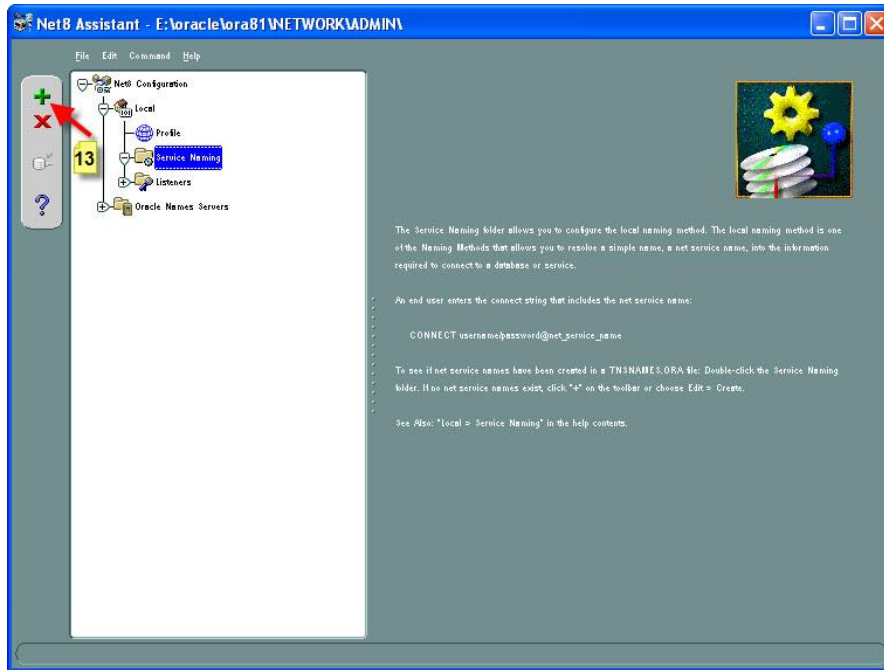 Net8 Assistant - E:\oracle\ora81\NETWORK\ADMIN\
File Edit Command Help
Net8 Configuration
Local
Profile
13
Service Naming
Listeners
Oracle Names Servers
The Service Naming folder allows you to configure the local naming method. The local naming method is one
of the Naming Methods that allows you to resolve a simple name, a net service name, into the information
required to connect to a database or service.
An end user enters the connect string that includes the net service name:
CONNECT username/password@net_service_name
To see if net service names have been created in a TNSNAMES.ORA file: Double-click the Service Naming
folder. If no net service names exist, click "+" on the toolbar or choose Edit > Create.
See Also: "Local > Service Naming" in the help contents.